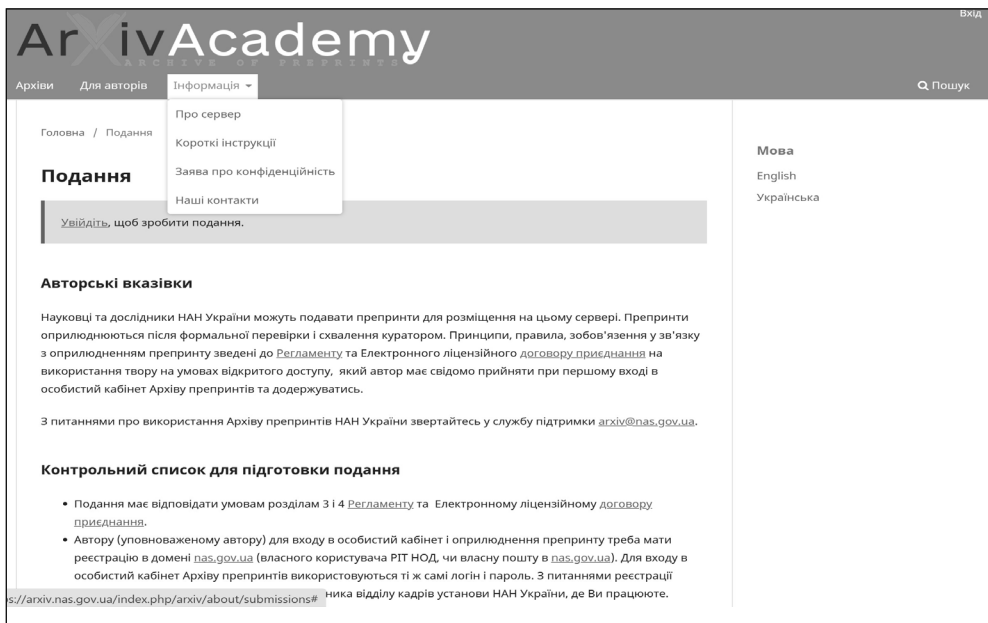 Вхід
ArXivAcademy
ARCHIVE OF PREPRINTS
Архіви Для авторів Інформація Пошук
Про сервер
Короткі інструкції
Заява про конфіденційність
Наші контакти
Головна / Подання
Подання
Увійдіть, щоб зробити подання.
Авторські вказівки
Науковці та дослідники НАН України можуть подавати препринти для розміщення на цьому сервері. Препринти
оприлюднюються після формальної перевірки і схвалення куратором. Принципи, правила, зобов'язення у зв'язку
з оприлюдненням препринту зведені до Регламенту та Електронного ліцензійного договору приєднання на
використання твору на умовах відкритого доступу, який автор має свідомо прийняти при першому вході в
особистий кабінет Архіву препринтів та додержуватись.
З питаннями про використання Архіву препринтів НАН України звертайтесь у службу підтримки arxiv@nas.gov.ua.
Контрольний список для підготовки подання
• Подання має відповідати умовам розділам 3 і 4 Регламенту та Електронному ліцензійному договору
приєднання.
• Автору (уповноваженому автору) для входу в особистий кабінет і оприлюднення препринту треба мати
реєстрацію в домені nas.gov.ua (власного користувача РІТ НОД, чи власну пошту в nas.gov.ua). Для входу в
особистий кабінет Архіву препринтів використовуються ті ж самі логін і пароль. З питаннями реєстрації
ника відділу кадрів установи НАН України, де Ви працюєте.
s://arxiv.nas.gov.ua/index.php/arxiv/about/submissions#
Мова
English
Українська